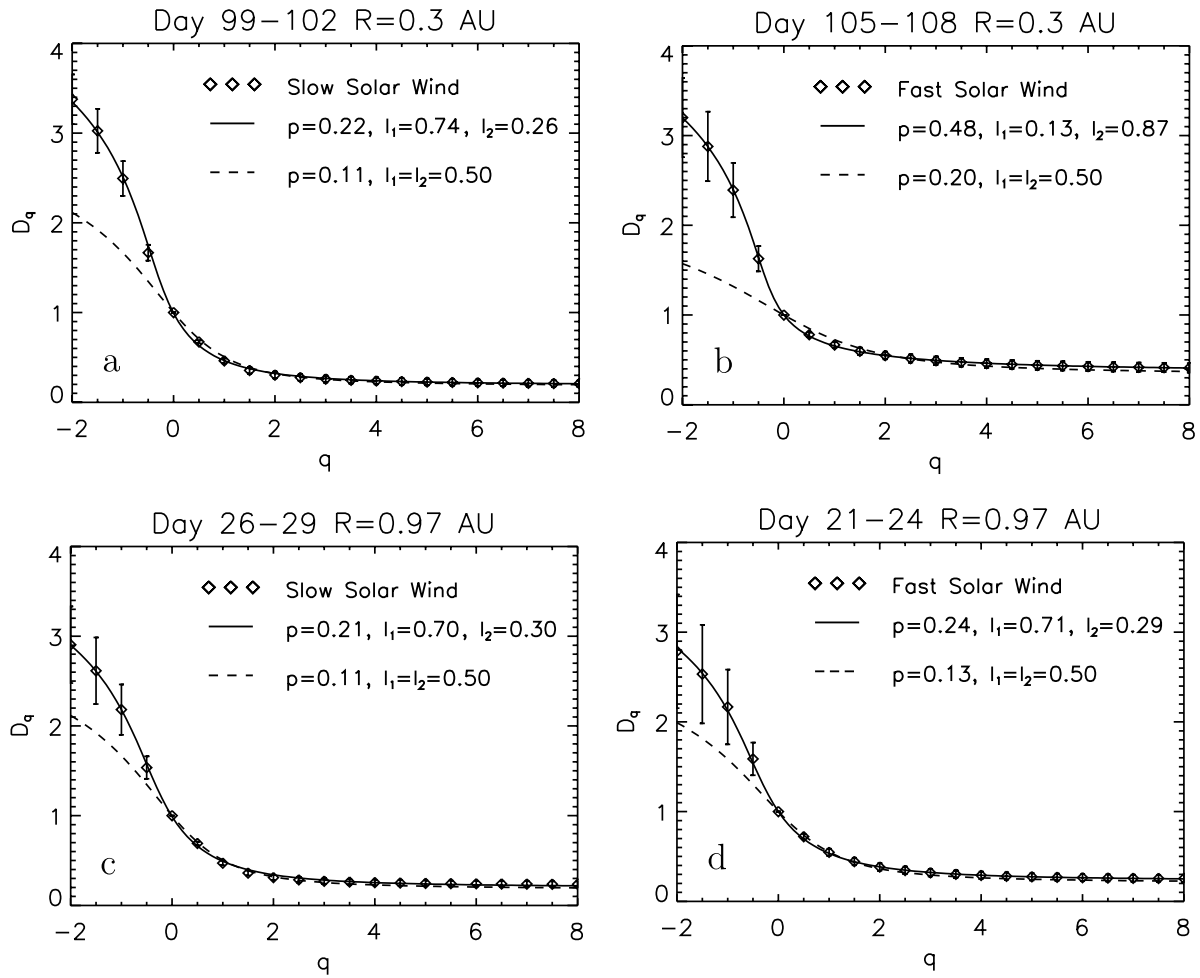 Day 99–102 R=0.3 AU
4
3
2
1
0
D_q
◇ ◇ ◇ Slow Solar Wind
p=0.22, l₁=0.74, l₂=0.26
p=0.11, l₁=l₂=0.50
a
−2 0 2 4 6 8
q
Day 105–108 R=0.3 AU
4
3
2
1
0
D_q
◇ ◇ ◇ Fast Solar Wind
p=0.48, l₁=0.13, l₂=0.87
p=0.20, l₁=l₂=0.50
b
−2 0 2 4 6 8
q
Day 26–29 R=0.97 AU
4
3
2
1
0
D_q
◇ ◇ ◇ Slow Solar Wind
p=0.21, l₁=0.70, l₂=0.30
p=0.11, l₁=l₂=0.50
c
−2 0 2 4 6 8
q
Day 21–24 R=0.97 AU
4
3
2
1
0
D_q
◇ ◇ ◇ Fast Solar Wind
p=0.24, l₁=0.71, l₂=0.29
p=0.13, l₁=l₂=0.50
d
−2 0 2 4 6 8
q